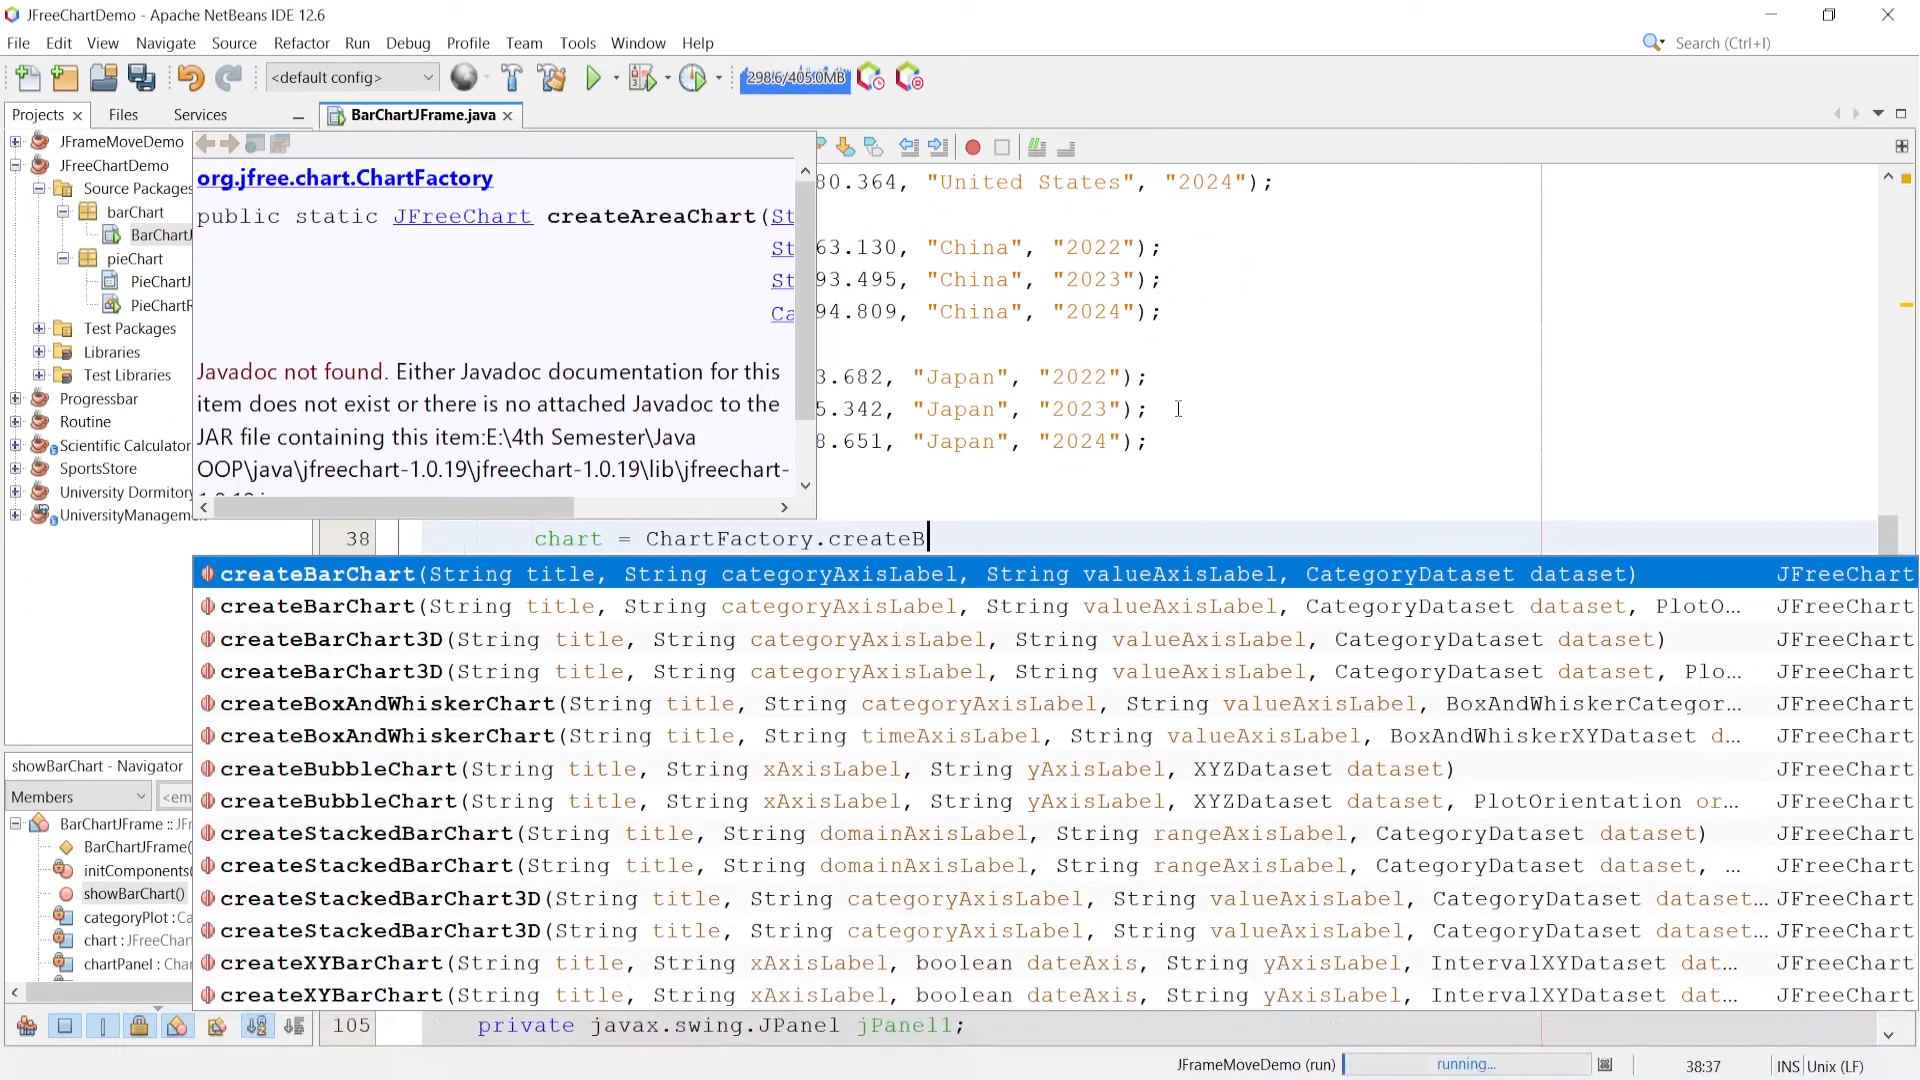 JFreeChartDemo - Apache NetBeans IDE 12.6
File Edit View Navigate Source Refactor Run Debug Profile Team Tools Window Help
Search (Ctrl+I)
<default config>
298.6/405.0MB
Projects Files Services
BarChartJFrame.java
JFrameMoveDemo
JFreeChartDemo
Source Packages
barChart
BarChartJ
pieChart
PieChartJ
PieChartR
Test Packages
Libraries
Test Libraries
Progressbar
Routine
Scientific Calculator
SportsStore
University Dormitory
UniversityManageme
org.jfree.chart.ChartFactory
public static JFreeChart createAreaChart(St
St
St
Ca
Javadoc not found. Either Javadoc documentation for this
item does not exist or there is no attached Javadoc to the
JAR file containing this item:E:\4th Semester\Java
OOP\java\jfreechart-1.0.19\jfreechart-1.0.19\lib\jfreechart-
80.364, "United States", "2024");
63.130, "China", "2022");
93.495, "China", "2023");
94.809, "China", "2024");
3.682, "Japan", "2022");
5.342, "Japan", "2023");
8.651, "Japan", "2024");
38 chart = ChartFactory.createB
createBarChart(String title, String categoryAxisLabel, String valueAxisLabel, CategoryDataset dataset) JFreeChart
createBarChart(String title, String categoryAxisLabel, String valueAxisLabel, CategoryDataset dataset, PlotO... JFreeChart
createBarChart3D(String title, String categoryAxisLabel, String valueAxisLabel, CategoryDataset dataset) JFreeChart
createBarChart3D(String title, String categoryAxisLabel, String valueAxisLabel, CategoryDataset dataset, Plo... JFreeChart
createBoxAndWhiskerChart(String title, String categoryAxisLabel, String valueAxisLabel, BoxAndWhiskerCategor... JFreeChart
createBoxAndWhiskerChart(String title, String timeAxisLabel, String valueAxisLabel, BoxAndWhiskerXYDataset d... JFreeChart
createBubbleChart(String title, String xAxisLabel, String yAxisLabel, XYZDataset dataset) JFreeChart
createBubbleChart(String title, String xAxisLabel, String yAxisLabel, XYZDataset dataset, PlotOrientation or... JFreeChart
createStackedBarChart(String title, String domainAxisLabel, String rangeAxisLabel, CategoryDataset dataset) JFreeChart
createStackedBarChart(String title, String domainAxisLabel, String rangeAxisLabel, CategoryDataset dataset, ... JFreeChart
createStackedBarChart3D(String title, String categoryAxisLabel, String valueAxisLabel, CategoryDataset dataset... JFreeChart
createStackedBarChart3D(String title, String categoryAxisLabel, String valueAxisLabel, CategoryDataset dataset... JFreeChart
createXYBarChart(String title, String xAxisLabel, boolean dateAxis, String yAxisLabel, IntervalXYDataset dat... JFreeChart
createXYBarChart(String title, String xAxisLabel, boolean dateAxis, String yAxisLabel, IntervalXYDataset dat... JFreeChart
showBarChart - Navigator
Members <em
BarChartJFrame :: JFr
BarChartJFrame(
initComponents(
showBarChart()
categoryPlot : Ca
chart : JFreeChart
chartPanel : Char
105 private javax.swing.JPanel jPanel1;
JFrameMoveDemo (run) running... 38:37 INS Unix (LF)